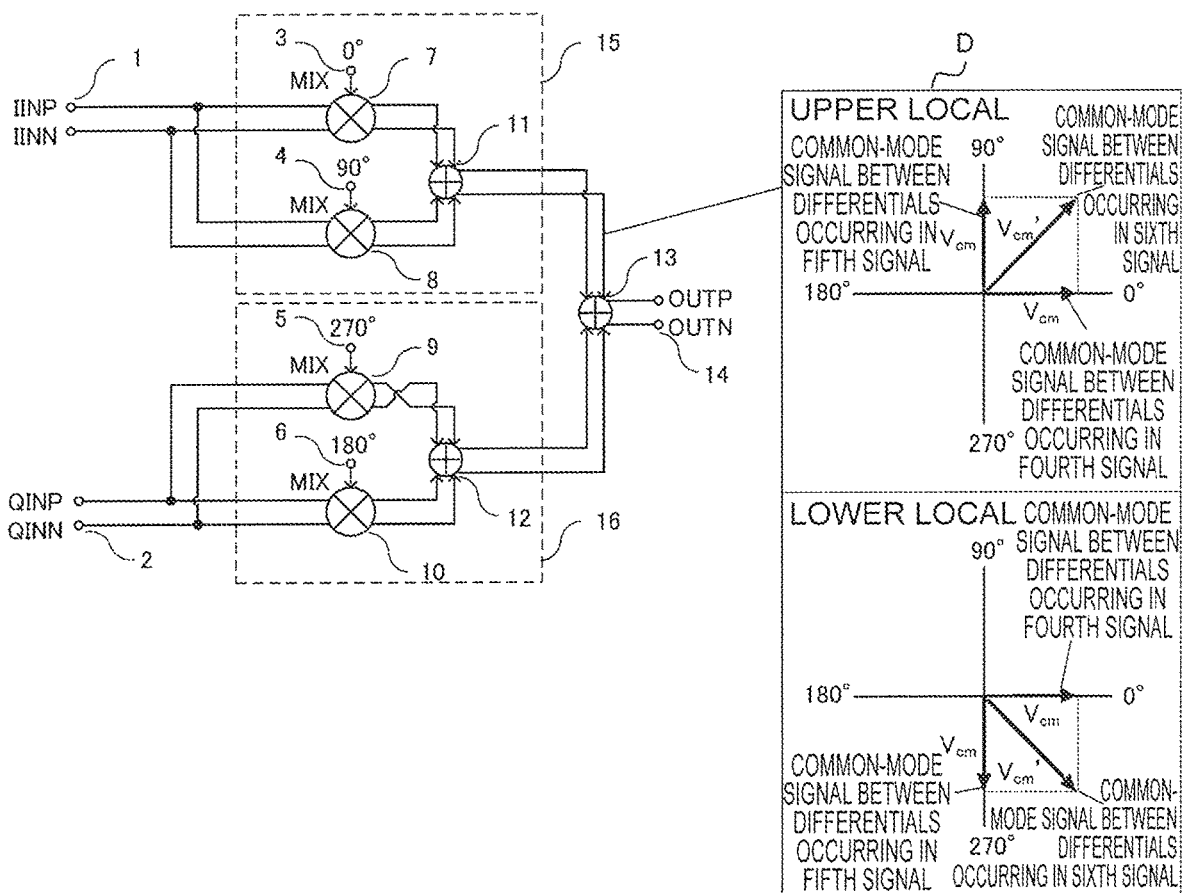 1
IINP
IINN
3
0°
MIX
7
15
11
4
90°
MIX
8
5
270°
MIX
9
6
180°
MIX
10
12
16
QINP
QINN
2
13
OUTP
OUTN
14
D
UPPER LOCAL
COMMON-MODE
SIGNAL BETWEEN
DIFFERENTIALS
OCCURRING IN
FIFTH SIGNAL
90°
COMMON-MODE
SIGNAL BETWEEN
DIFFERENTIALS
OCCURRING
IN SIXTH
SIGNAL
Vcm
Vcm'
180°
0°
Vcm
COMMON-MODE
SIGNAL BETWEEN
DIFFERENTIALS
OCCURRING IN
FOURTH SIGNAL
270°
LOWER LOCAL
90°
COMMON-MODE
SIGNAL BETWEEN
DIFFERENTIALS
OCCURRING IN
FOURTH SIGNAL
180°
0°
Vcm
Vcm
Vcm'
COMMON-MODE
SIGNAL BETWEEN
DIFFERENTIALS
OCCURRING IN
FIFTH SIGNAL
270°
COMMON-
MODE SIGNAL BETWEEN
DIFFERENTIALS
OCCURRING IN SIXTH SIGNAL